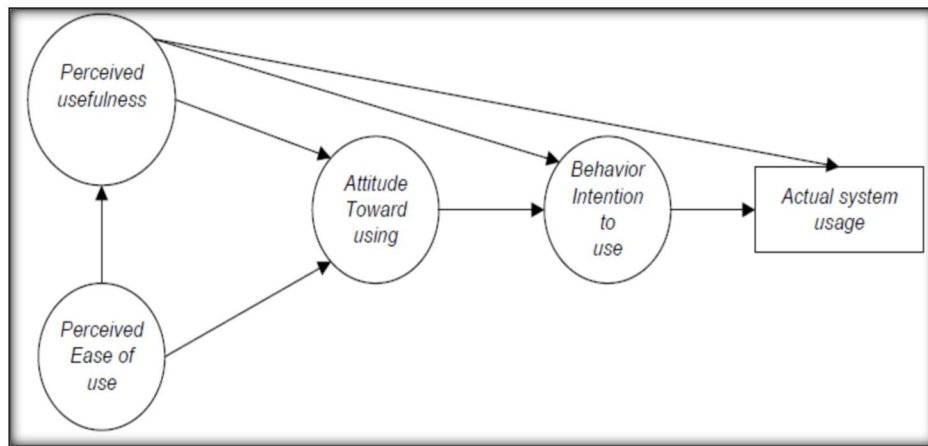 Perceived
usefulness
Attitude
Toward
using
Behavior
Intention
to
use
Actual system
usage
Perceived
Ease of
use